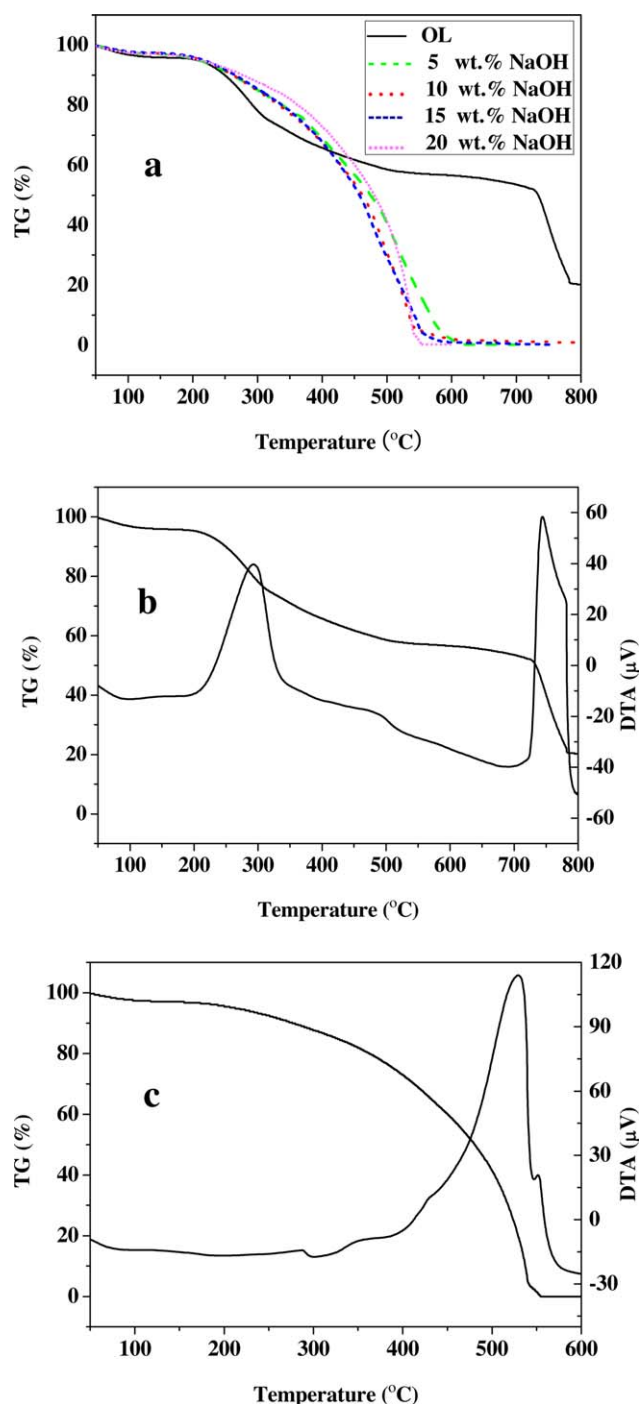 100
80
60
40
20
0
TG (%)
a
OL
5 wt.% NaOH
10 wt.% NaOH
15 wt.% NaOH
20 wt.% NaOH
100 200 300 400 500 600 700 800
Temperature (°C)
100
80
60
40
20
0
TG (%)
b
60
40
20
0
-20
-40
-60
DTA (µV)
100 200 300 400 500 600 700 800
Temperature (°C)
100
80
60
40
20
0
TG (%)
c
120
90
60
30
0
-30
DTA (µV)
100 200 300 400 500 600
Temperature (°C)